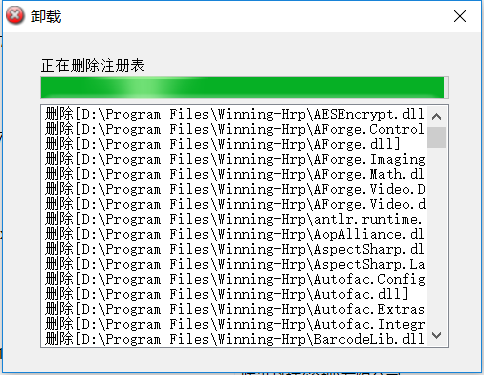 卸载
正在删除注册表
删除[D:\Program Files\Winning-Hrp\AESEncrypt.dll
删除[D:\Program Files\Winning-Hrp\AForge.Control
删除[D:\Program Files\Winning-Hrp\AForge.dll]
删除[D:\Program Files\Winning-Hrp\AForge.Imaging
删除[D:\Program Files\Winning-Hrp\AForge.Math.dl
删除[D:\Program Files\Winning-Hrp\AForge.Video.D
删除[D:\Program Files\Winning-Hrp\AForge.Video.d
删除[D:\Program Files\Winning-Hrp\antlr.runtime.
删除[D:\Program Files\Winning-Hrp\AopAlliance.dl
删除[D:\Program Files\Winning-Hrp\AspectSharp.dl
删除[D:\Program Files\Winning-Hrp\AspectSharp.La
删除[D:\Program Files\Winning-Hrp\Autofac.Config
删除[D:\Program Files\Winning-Hrp\Autofac.dll]
删除[D:\Program Files\Winning-Hrp\Autofac.Extras
删除[D:\Program Files\Winning-Hrp\Autofac.Integr
删除[D:\Program Files\Winning-Hrp\BarcodeLib.dll